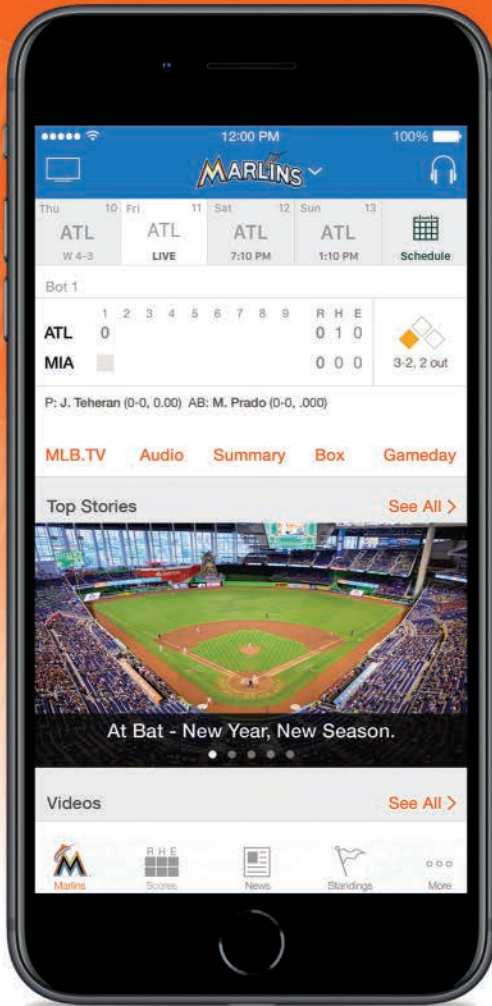 12:00 PM 100%
MARLINS
Thu 10 Fri 11 Sat 12 Sun 13
ATL ATL ATL ATL
W 4-3 LIVE 7:10 PM 1:10 PM Schedule
Bot 1
1 2 3 4 5 6 7 8 9 R H E
ATL 0 0 1 0
MIA 0 0 0 3-2, 2 out
P: J. Teheran (0-0, 0.00) AB: M. Prado (0-0, .000)
MLB.TV Audio Summary Box Gameday
Top Stories See All >
At Bat - New Year, New Season.
Videos See All >
R H E
Marlins Scores News Standings More